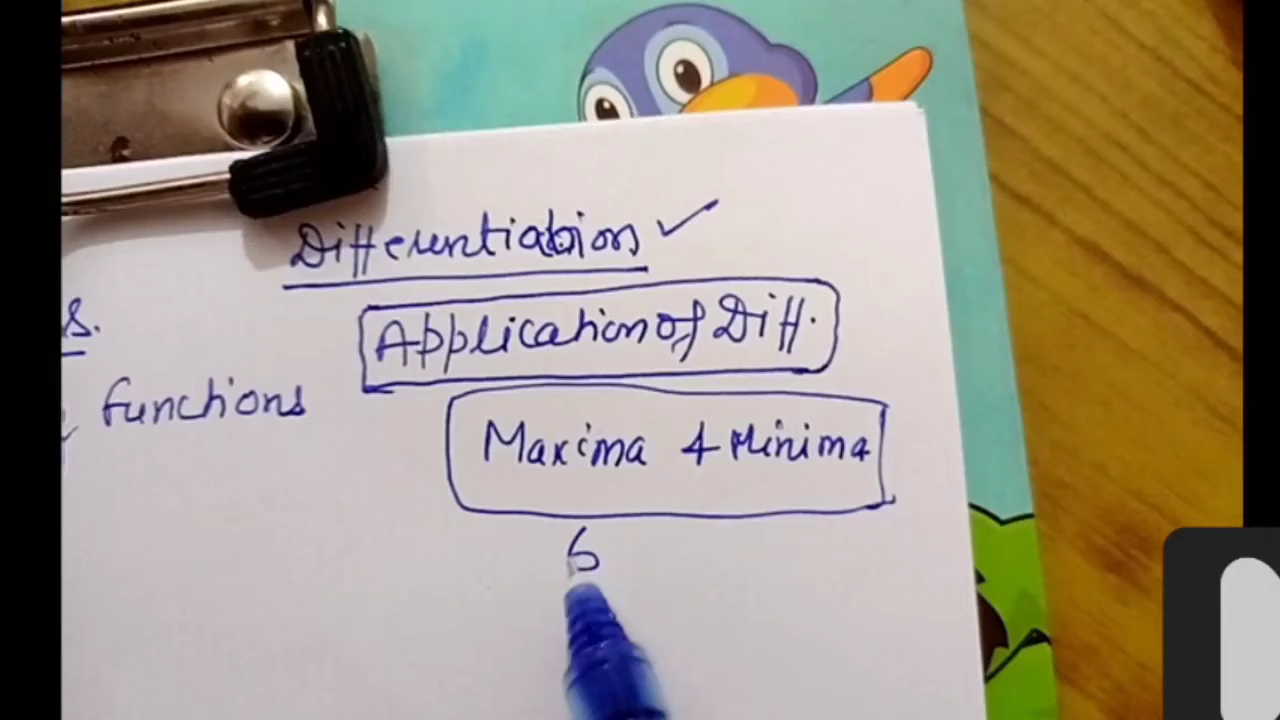 Differentiation ✓
Application of Diff.
s.
functions
Maxima & Minima
6